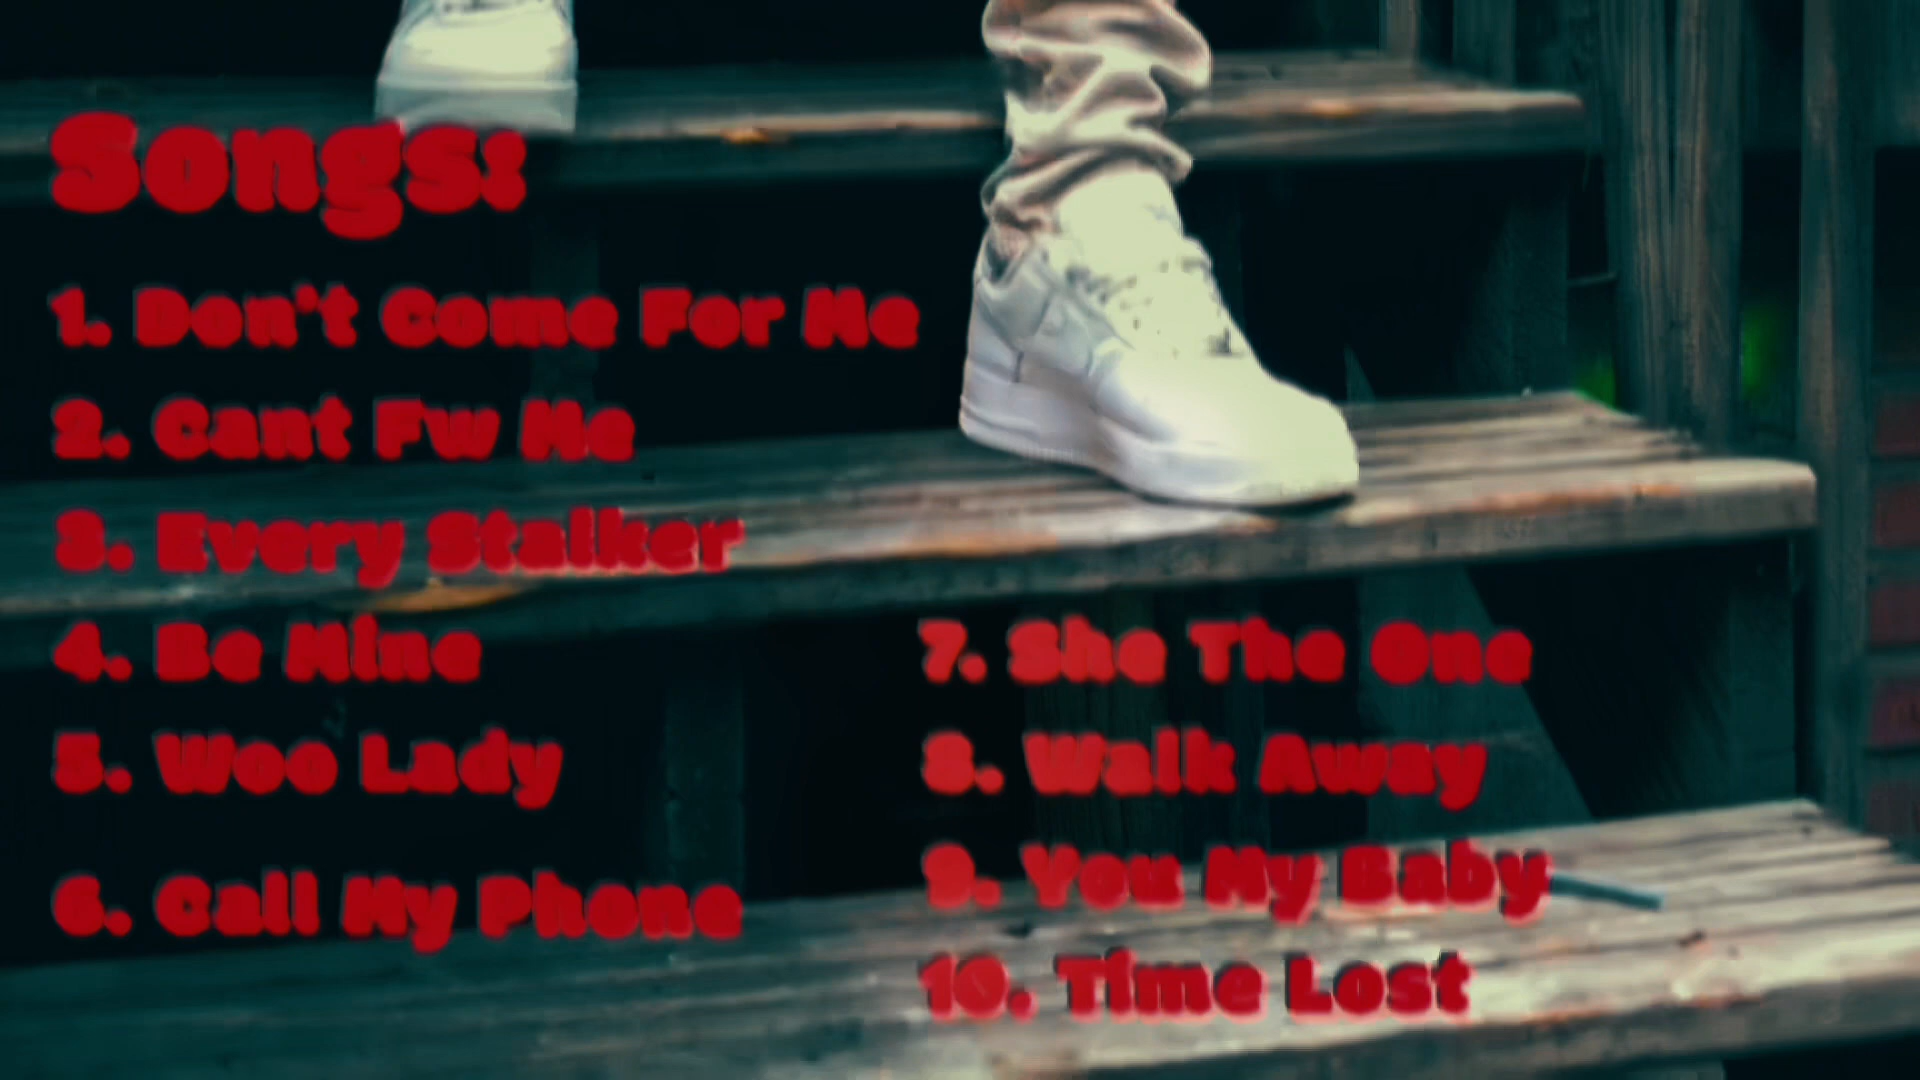 Songs:
1. Don't Come For Me
2. Cant Fw Me
3. Every Stalker
4. Be Mine
5. Woo Lady
6. Call My Phone
7. She The One
8. Walk Away
9. You My Baby
10. Time Lost